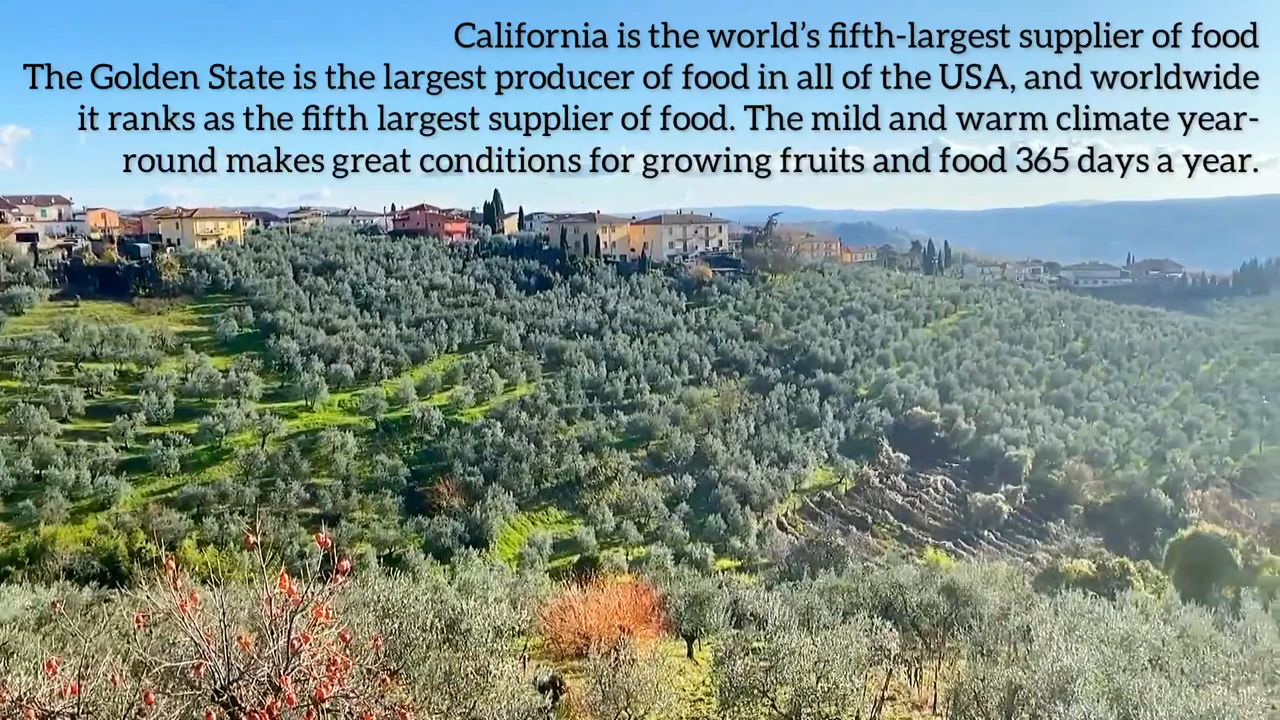 California is the world’s fifth-largest supplier of food
The Golden State is the largest producer of food in all of the USA, and worldwide
it ranks as the fifth largest supplier of food. The mild and warm climate year-
round makes great conditions for growing fruits and food 365 days a year.